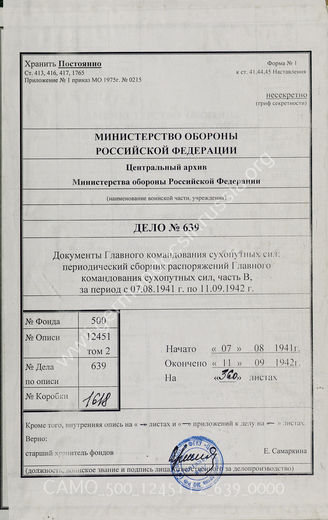 Хранить Постоянно
Форма № 1
Ст. 413, 416, 417, 1765
к ст. 41,44,45 Наставления
Приложение № 1 приказ МО 1975г. № 0215
несекретно
(гриф секретности)
МИНИСТЕРСТВО ОБОРОНЫ
РОССИЙСКОЙ ФЕДЕРАЦИИ
Центральный архив
Министерства обороны Российской Федерации
(наименование воинской части, учреждения)
ДЕЛО № 639
Документы Главного командования сухопутных сил:
периодический сборник распоряжений Главного
командования сухопутных сил, часть В,
за период с 07.08.1941 г. по 11.09.1942 г.
№ Фонда 500
№ Описи 12451
том 2
№ Дела 639
по описи
№ Коробки 1618
Начато « 07 » 08 1941г.
Окончено « 11 » 09 1942г.
На « 360 » листах
Кроме того, внутренняя опись на « — » листах и « — » приложений к делу на « — » листах.
Верно:
старший хранитель фондов Е. Самаркина
(должность, воинское звание и подпись лица, ответственного за делопроизводство)